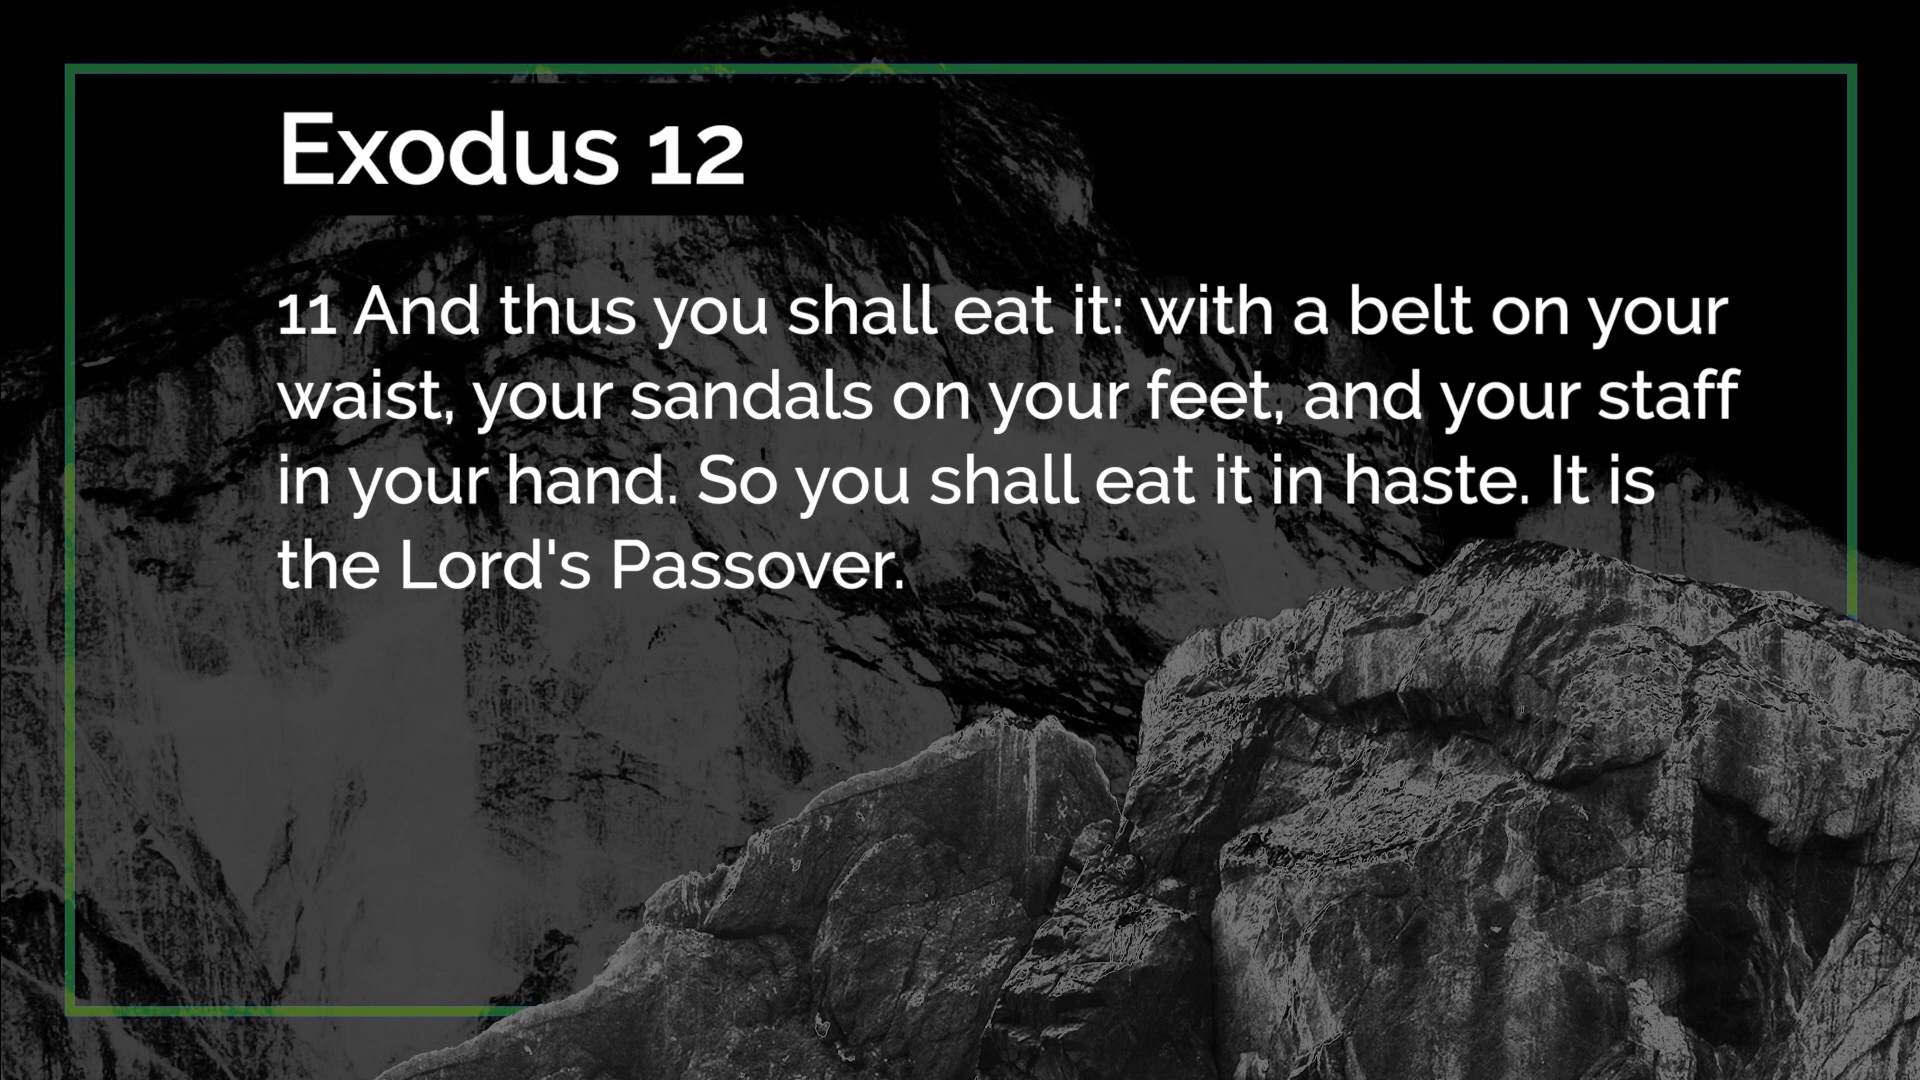 Exodus 12
11 And thus you shall eat it: with a belt on your
waist, your sandals on your feet, and your staff
in your hand. So you shall eat it in haste. It is
the Lord's Passover.